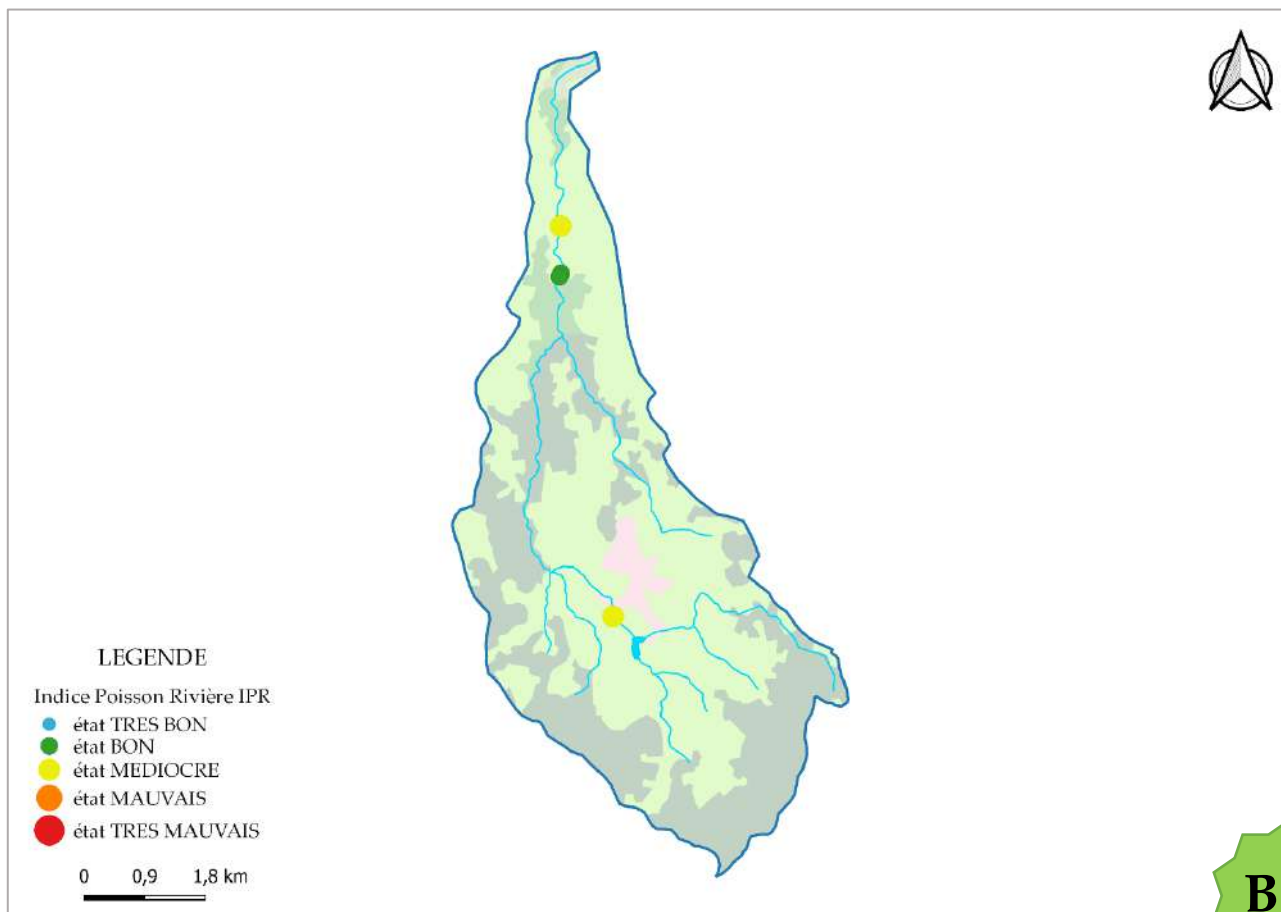 LEGENDE
Indice Poisson Rivière IPR
état TRES BON
état BON
état MEDIOCRE
état MAUVAIS
état TRES MAUVAIS
0 0,9 1,8 km
B